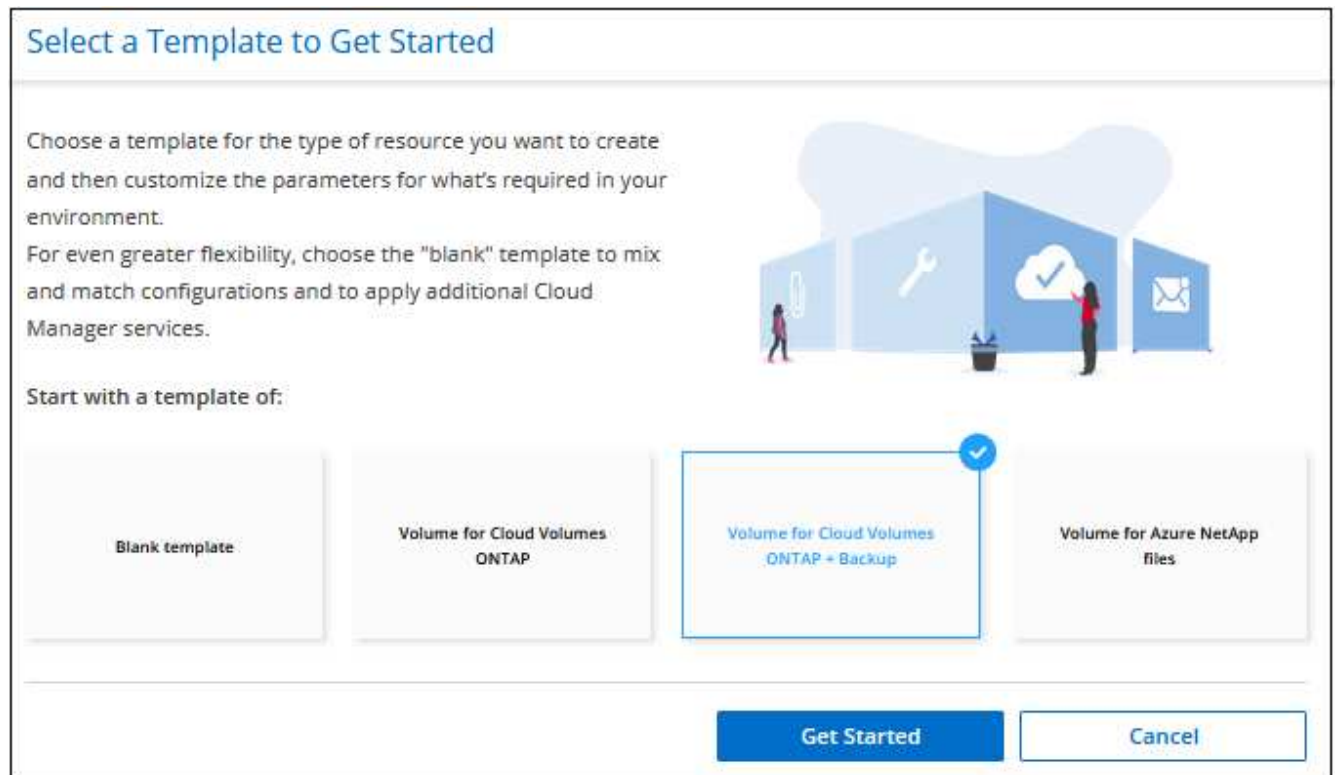 Select a Template to Get Started
Choose a template for the type of resource you want to create
and then customize the parameters for what's required in your
environment.
For even greater flexibility, choose the "blank" template to mix
and match configurations and to apply additional Cloud
Manager services.
Start with a template of:
Blank template
Volume for Cloud Volumes
ONTAP
Volume for Cloud Volumes
ONTAP + Backup
Volume for Azure NetApp
files
Get Started
Cancel